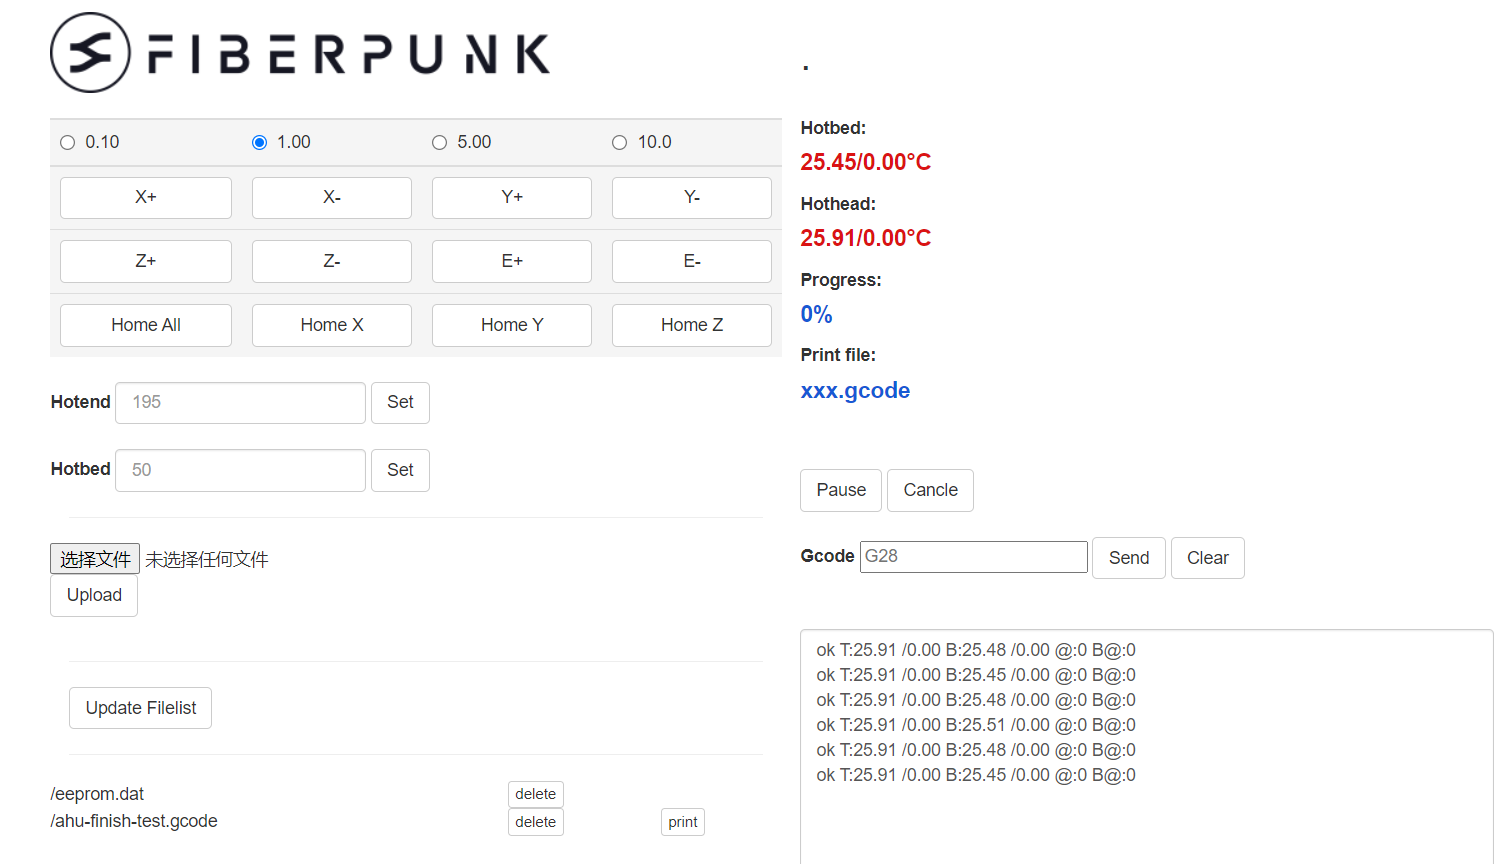 FIBERPUNK
.
0.10 1.00 5.00 10.0
X+ X- Y+ Y-
Z+ Z- E+ E-
Home All Home X Home Y Home Z
Hotend 195 Set
Hotbed 50 Set
选择文件 未选择任何文件
Upload
Update Filelist
/eeprom.dat delete
/ahu-finish-test.gcode delete print
Hotbed:
25.45/0.00°C
Hothead:
25.91/0.00°C
Progress:
0%
Print file:
xxx.gcode
Pause Cancle
Gcode G28 Send Clear
ok T:25.91 /0.00 B:25.48 /0.00 @:0 B@:0
ok T:25.91 /0.00 B:25.45 /0.00 @:0 B@:0
ok T:25.91 /0.00 B:25.48 /0.00 @:0 B@:0
ok T:25.91 /0.00 B:25.51 /0.00 @:0 B@:0
ok T:25.91 /0.00 B:25.48 /0.00 @:0 B@:0
ok T:25.91 /0.00 B:25.45 /0.00 @:0 B@:0